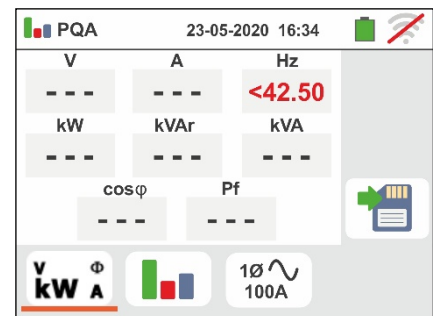 PQA 23-05-2020 16:34
V A Hz
- - - - - - <42.50
kW kVAr kVA
- - - - - - - - -
cosφ Pf
- - - - - -
V Φ 1Ø
kW A 100A